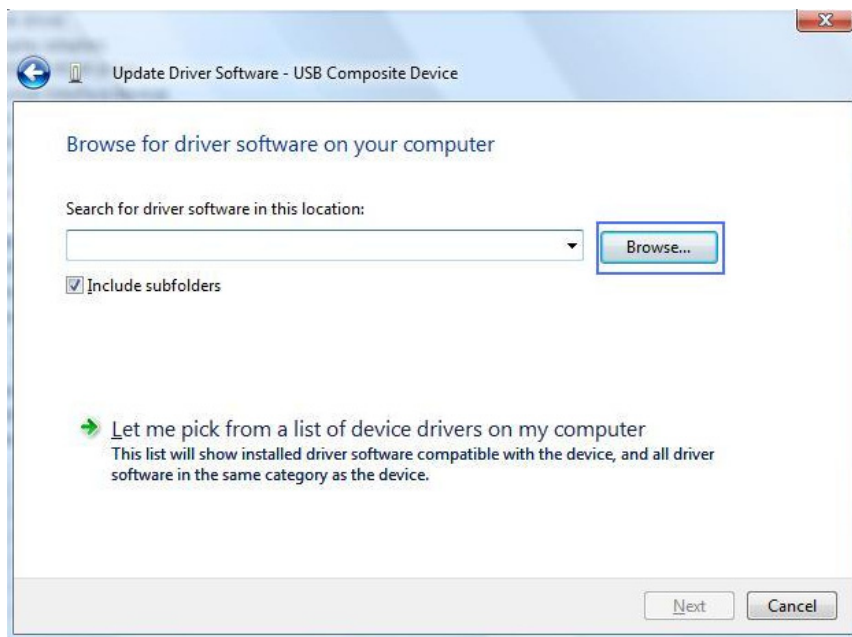 Update Driver Software - USB Composite Device
Browse for driver software on your computer
Search for driver software in this location:
Browse...
Include subfolders
Let me pick from a list of device drivers on my computer
This list will show installed driver software compatible with the device, and all driver
software in the same category as the device.
Next
Cancel